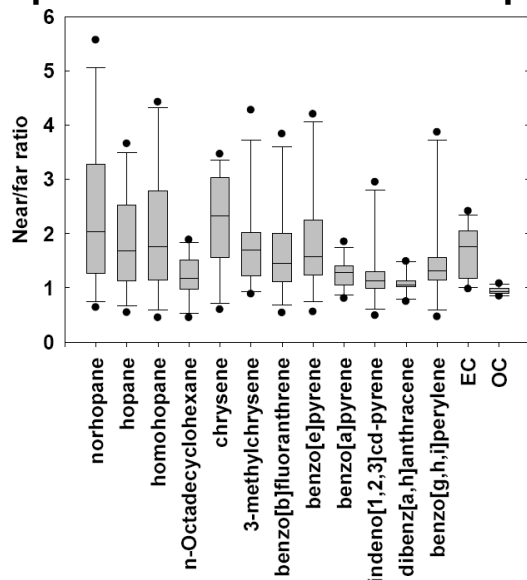 6
5
4
3
2
1
0
Near/far ratio
norhopane
hopane
homohopane
n-Octadecyclohexane
chrysene
3-methylchrysene
benzo[b]fluoranthrene
benzo[e]pyrene
benzo[a]pyrene
indeno[1,2,3]cd-pyrene
dibenz[a,h]anthracene
benzo[g,h,i]perylene
EC
OC